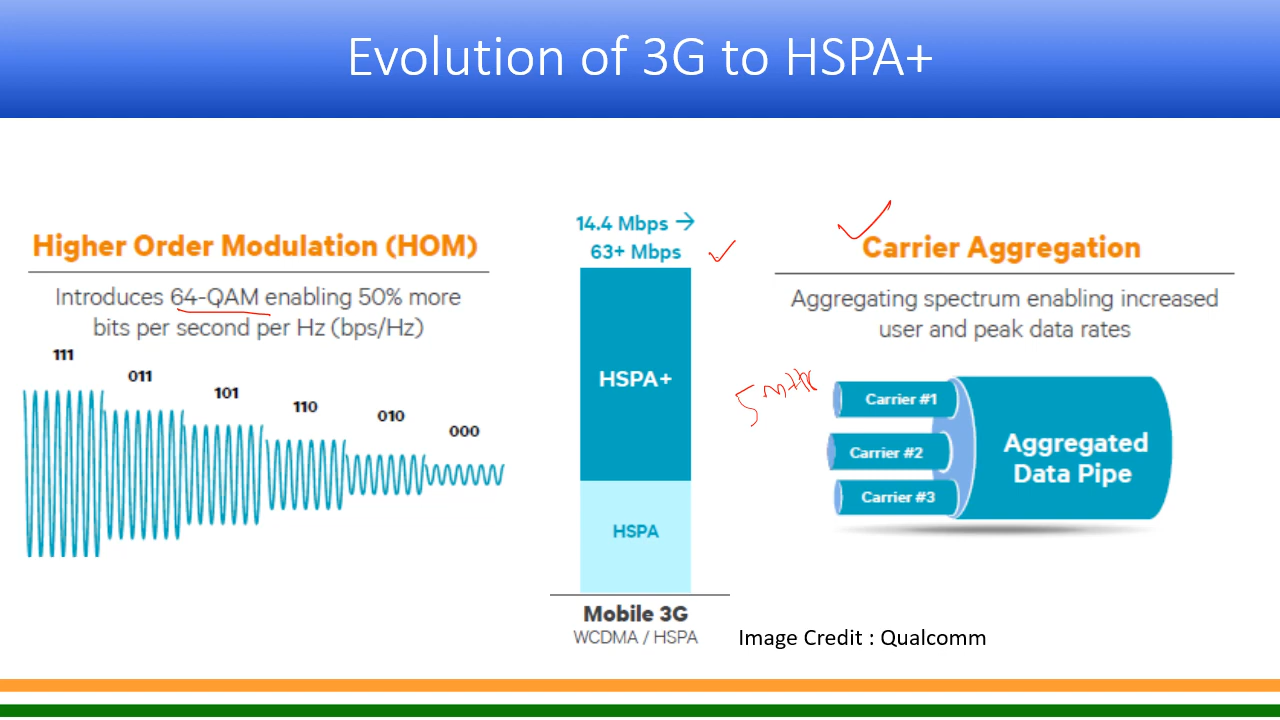 Evolution of 3G to HSPA+
Higher Order Modulation (HOM)
Introduces 64-QAM enabling 50% more
bits per second per Hz (bps/Hz)
111
011
101
110
010
000
14.4 Mbps →
63+ Mbps
HSPA+
HSPA
Mobile 3G
WCDMA / HSPA
Carrier Aggregation
Aggregating spectrum enabling increased
user and peak data rates
5 MHz
Carrier #1
Carrier #2
Carrier #3
Aggregated
Data Pipe
Image Credit : Qualcomm